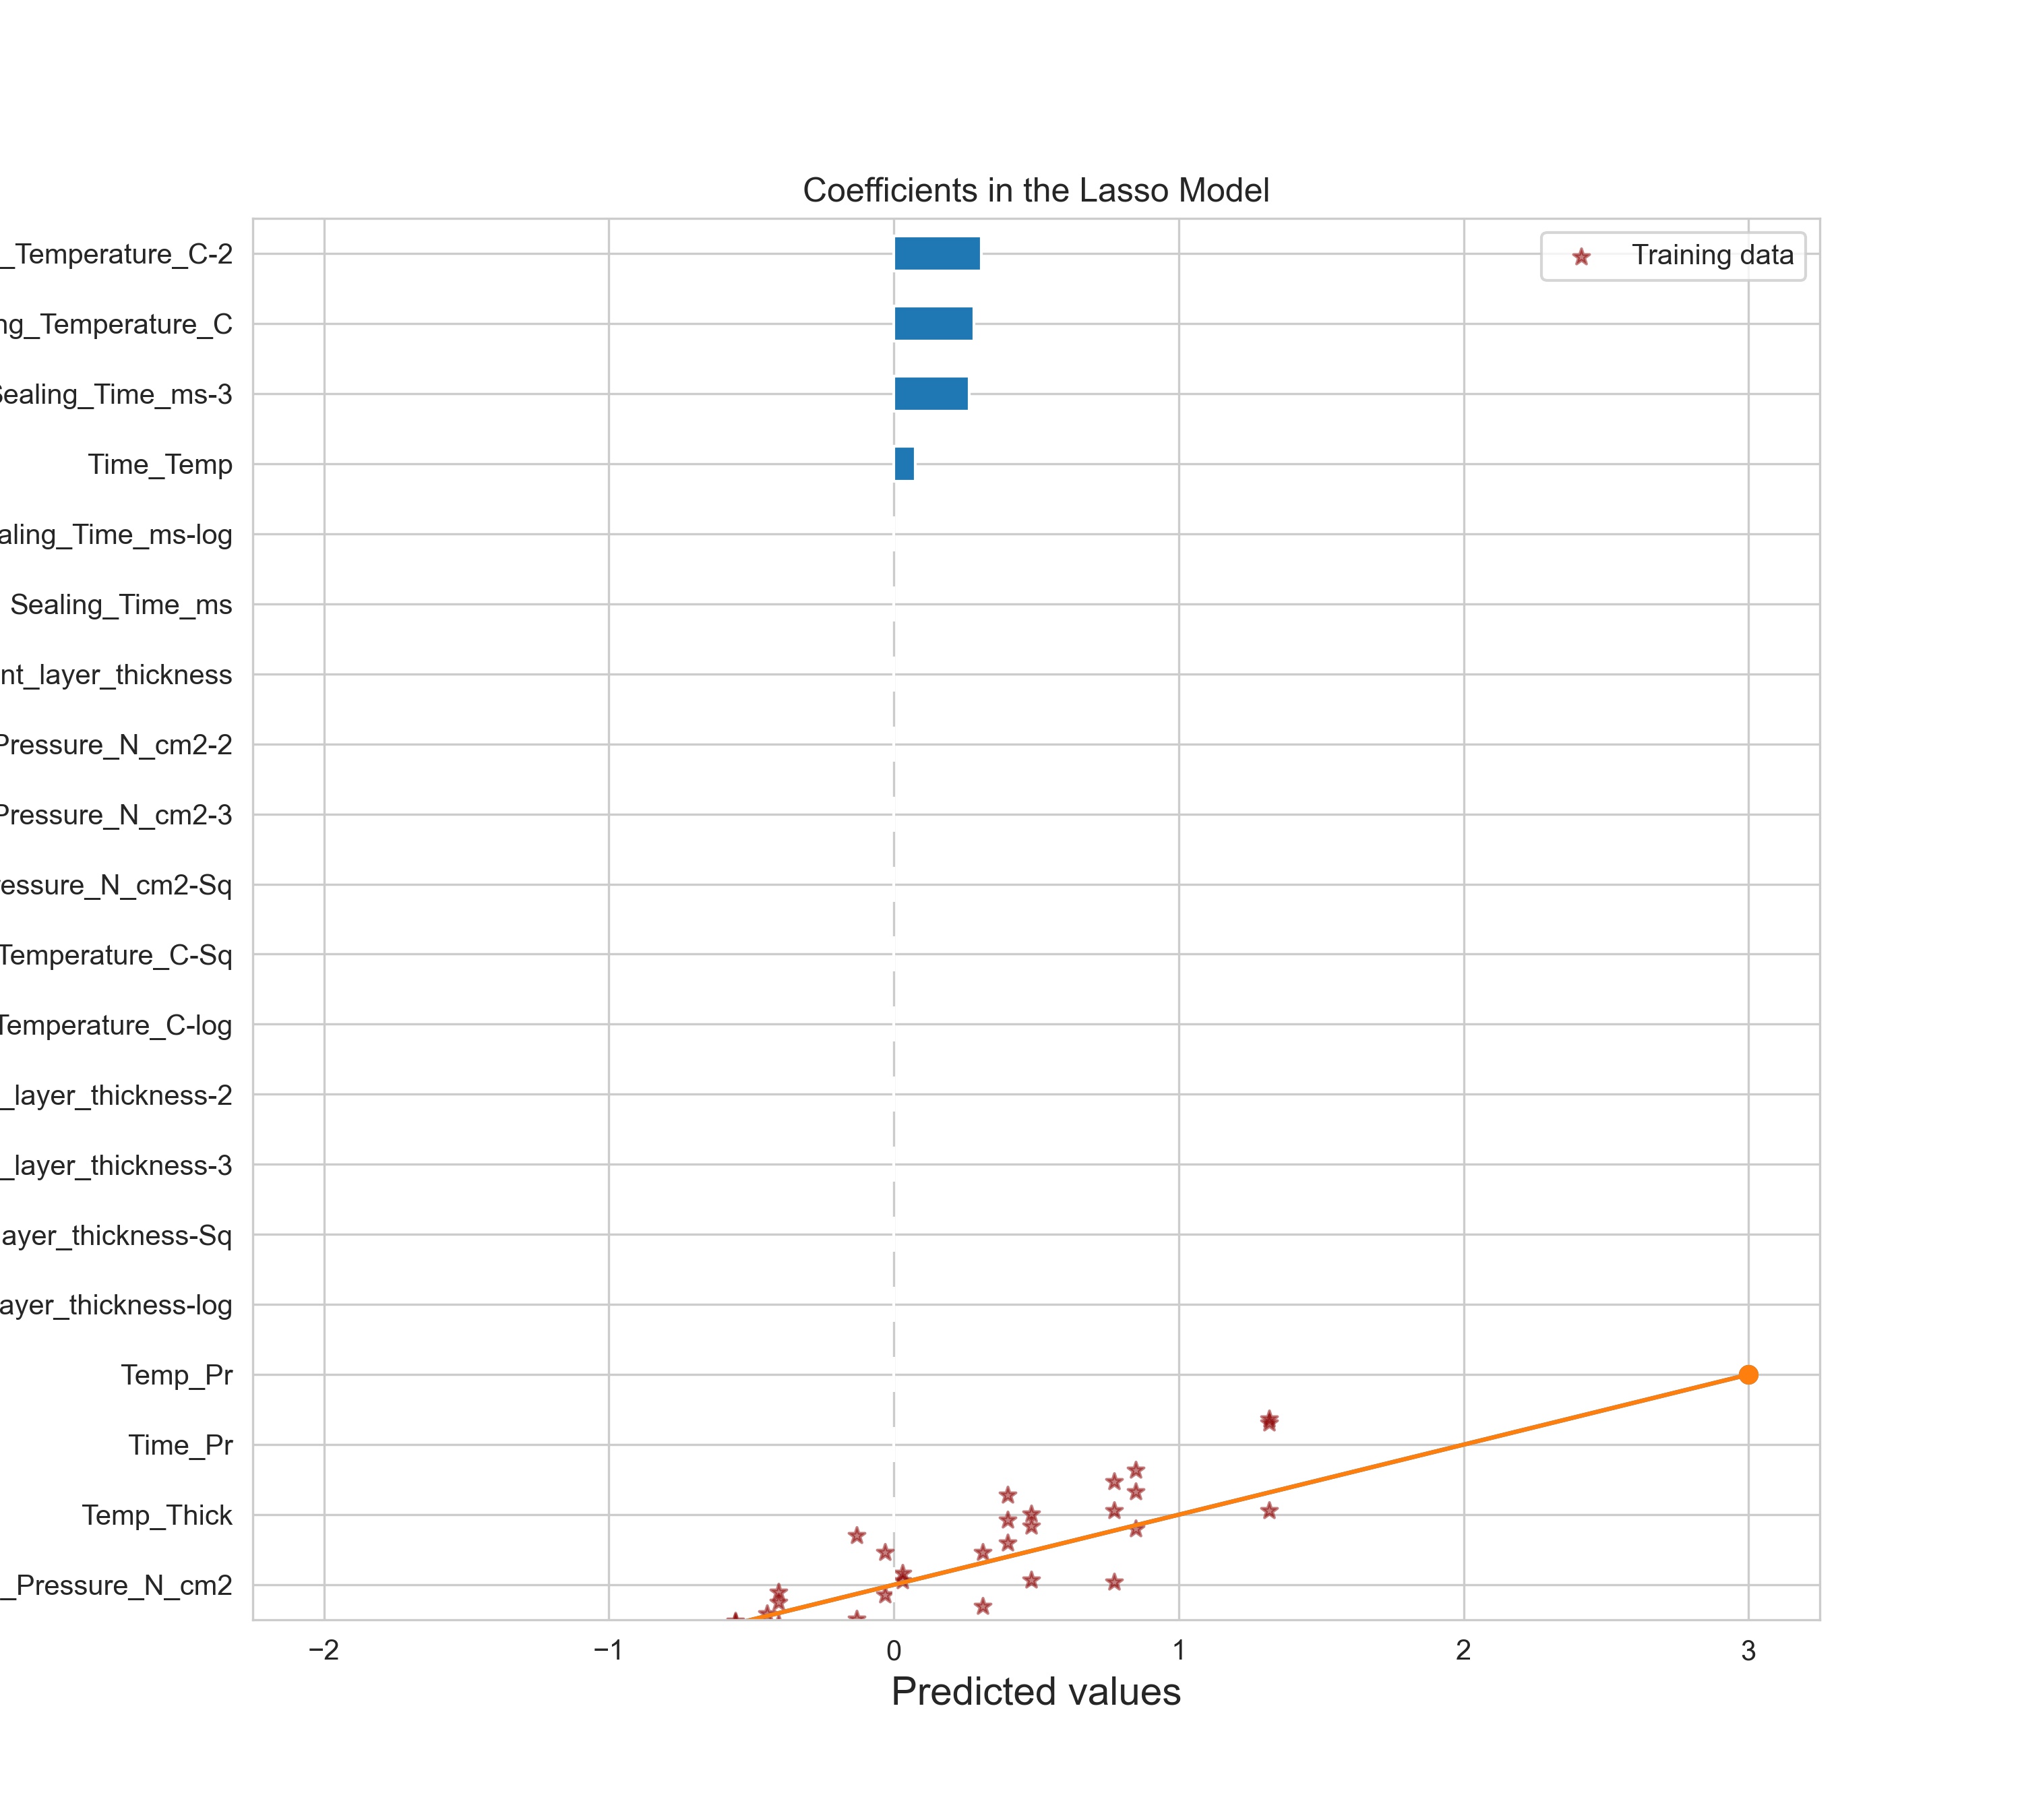 Coefficients in the Lasso Model
_Temperature_C-2
Training data
ng_Temperature_C
Sealing_Time_ms-3
Time_Temp
aling_Time_ms-log
Sealing_Time_ms
nt_layer_thickness
Pressure_N_cm2-2
Pressure_N_cm2-3
ressure_N_cm2-Sq
Temperature_C-Sq
Temperature_C-log
_layer_thickness-2
_layer_thickness-3
ayer_thickness-Sq
ayer_thickness-log
Temp_Pr
Time_Pr
Temp_Thick
_Pressure_N_cm2
−2 −1 0 1 2 3
Predicted values